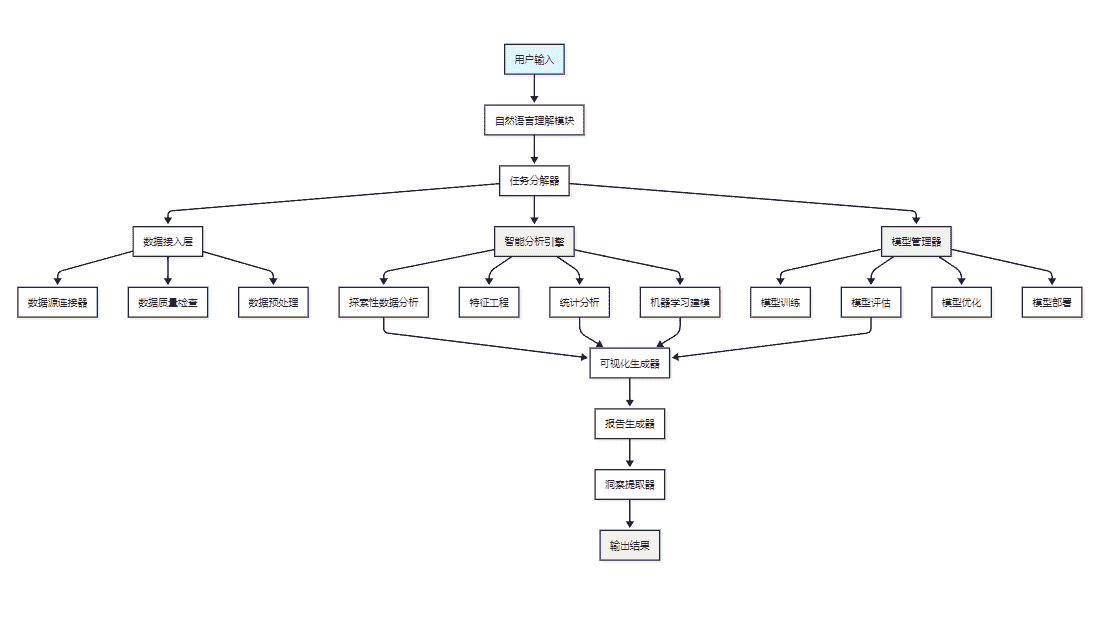 用户输入
自然语言理解模块
任务分解器
数据接入层
智能分析引擎
模型管理器
数据源连接器
数据质量检查
数据预处理
探索性数据分析
特征工程
统计分析
机器学习建模
模型训练
模型评估
模型优化
模型部署
可视化生成器
报告生成器
洞察提取器
输出结果